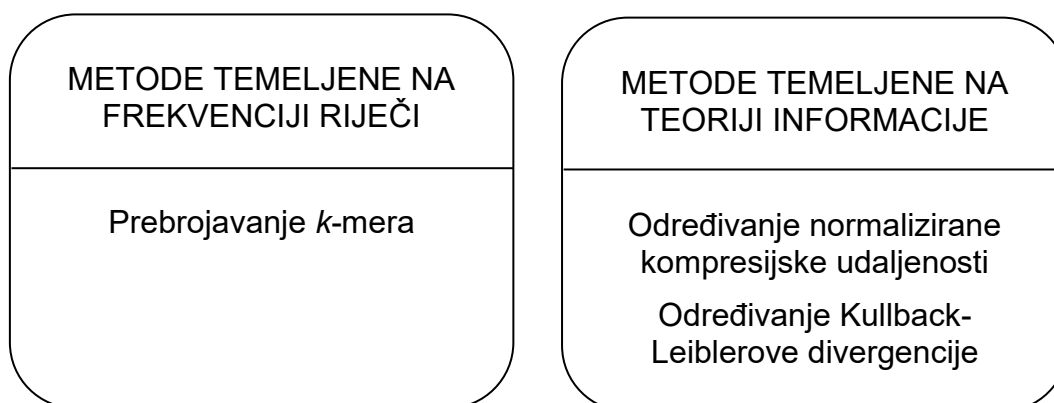 METODE TEMELJENE NA
FREKVENCIJI RIJEČI
Prebrojavanje k-mera
METODE TEMELJENE NA
TEORIJI INFORMACIJE
Određivanje normalizirane
kompresijske udaljenosti
Određivanje Kullback-
Leiblerove divergencije